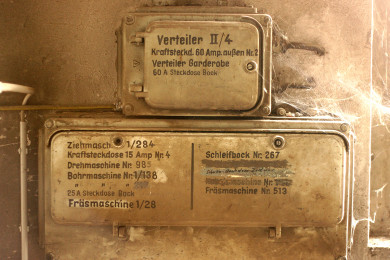 Verteiler II/4
Kraftsteckd. 60 Amp. außen Nr. 2
Verteiler Garderobe
60 A Steckdose Bock
Ziehmasch 1/284
Kraftsteckdose 15 Amp Nr. 4
Drehmaschine Nr. 985
Bohrmaschine Nr. 1/138
" " "
25 A Steckdose Bock
Fräsmaschine 1/28
Schleifbock Nr. 267
Nr.
Fräsmaschine Nr. 513